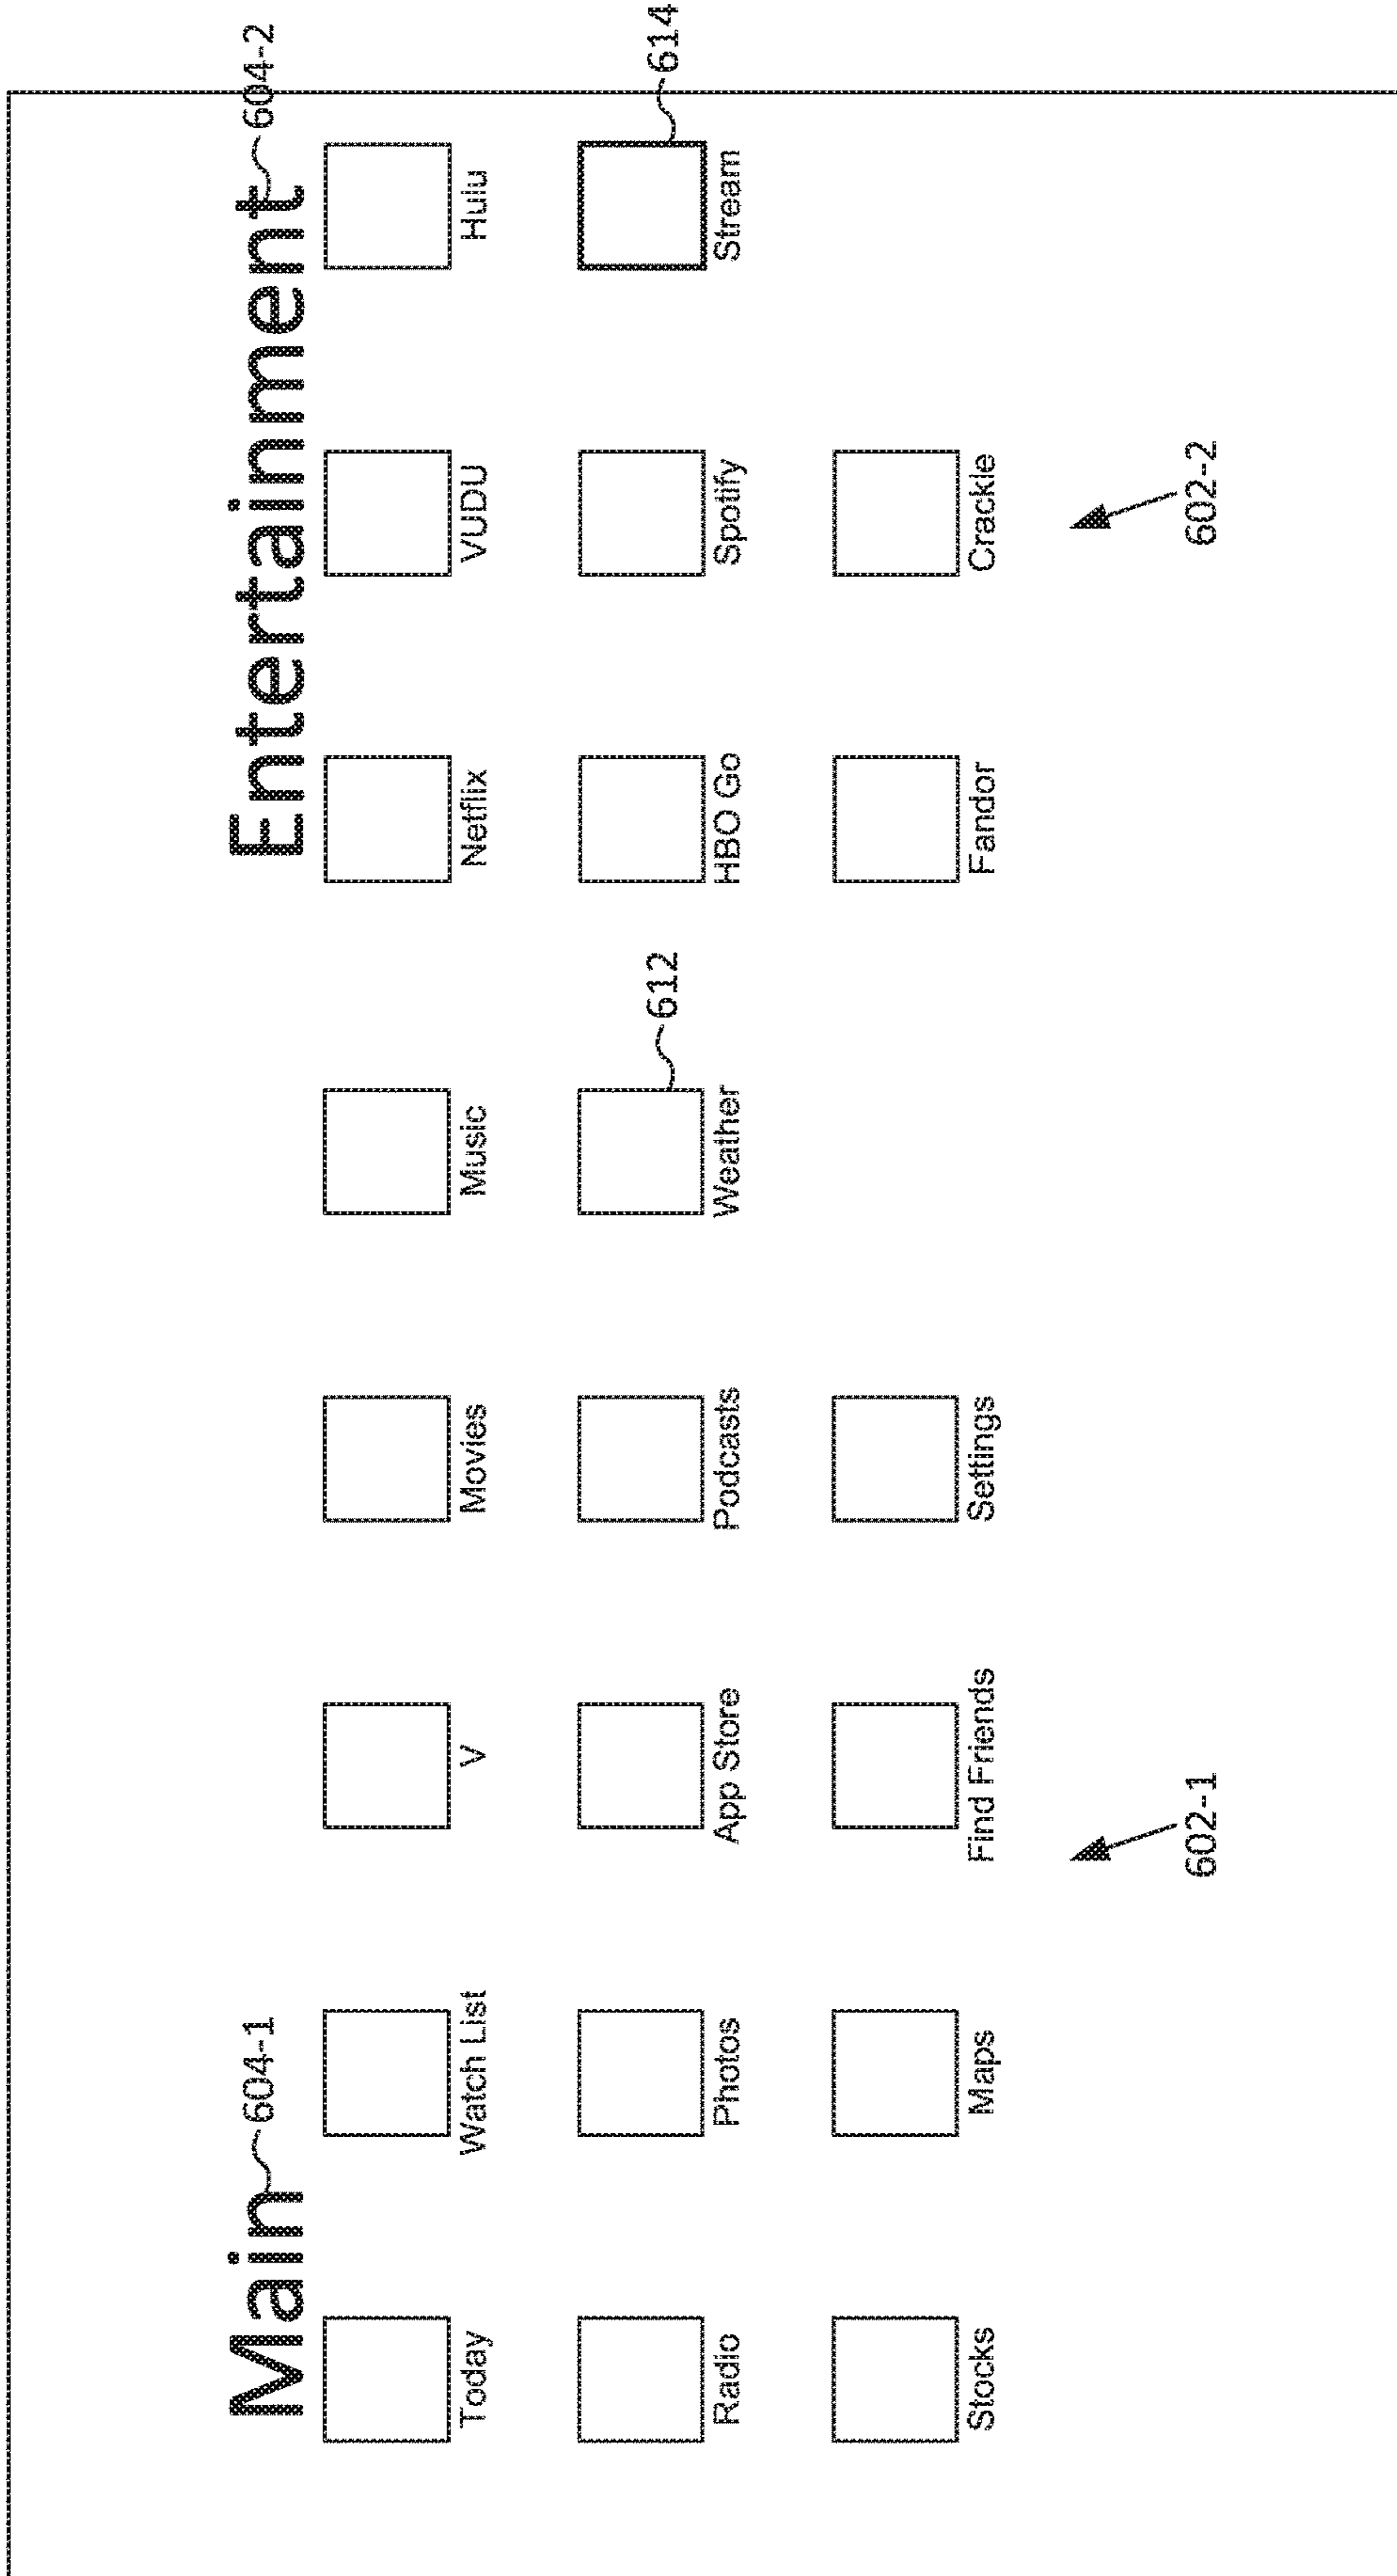 Main 604-1 Entertainment 604-2
Today Watch List V Movies Music Netflix VUDU Hulu
612 614
Radio Photos App Store Podcasts Weather HBO Go Spotify Stream
Stocks Maps Find Friends Settings Fandor Crackle
602-1 602-2